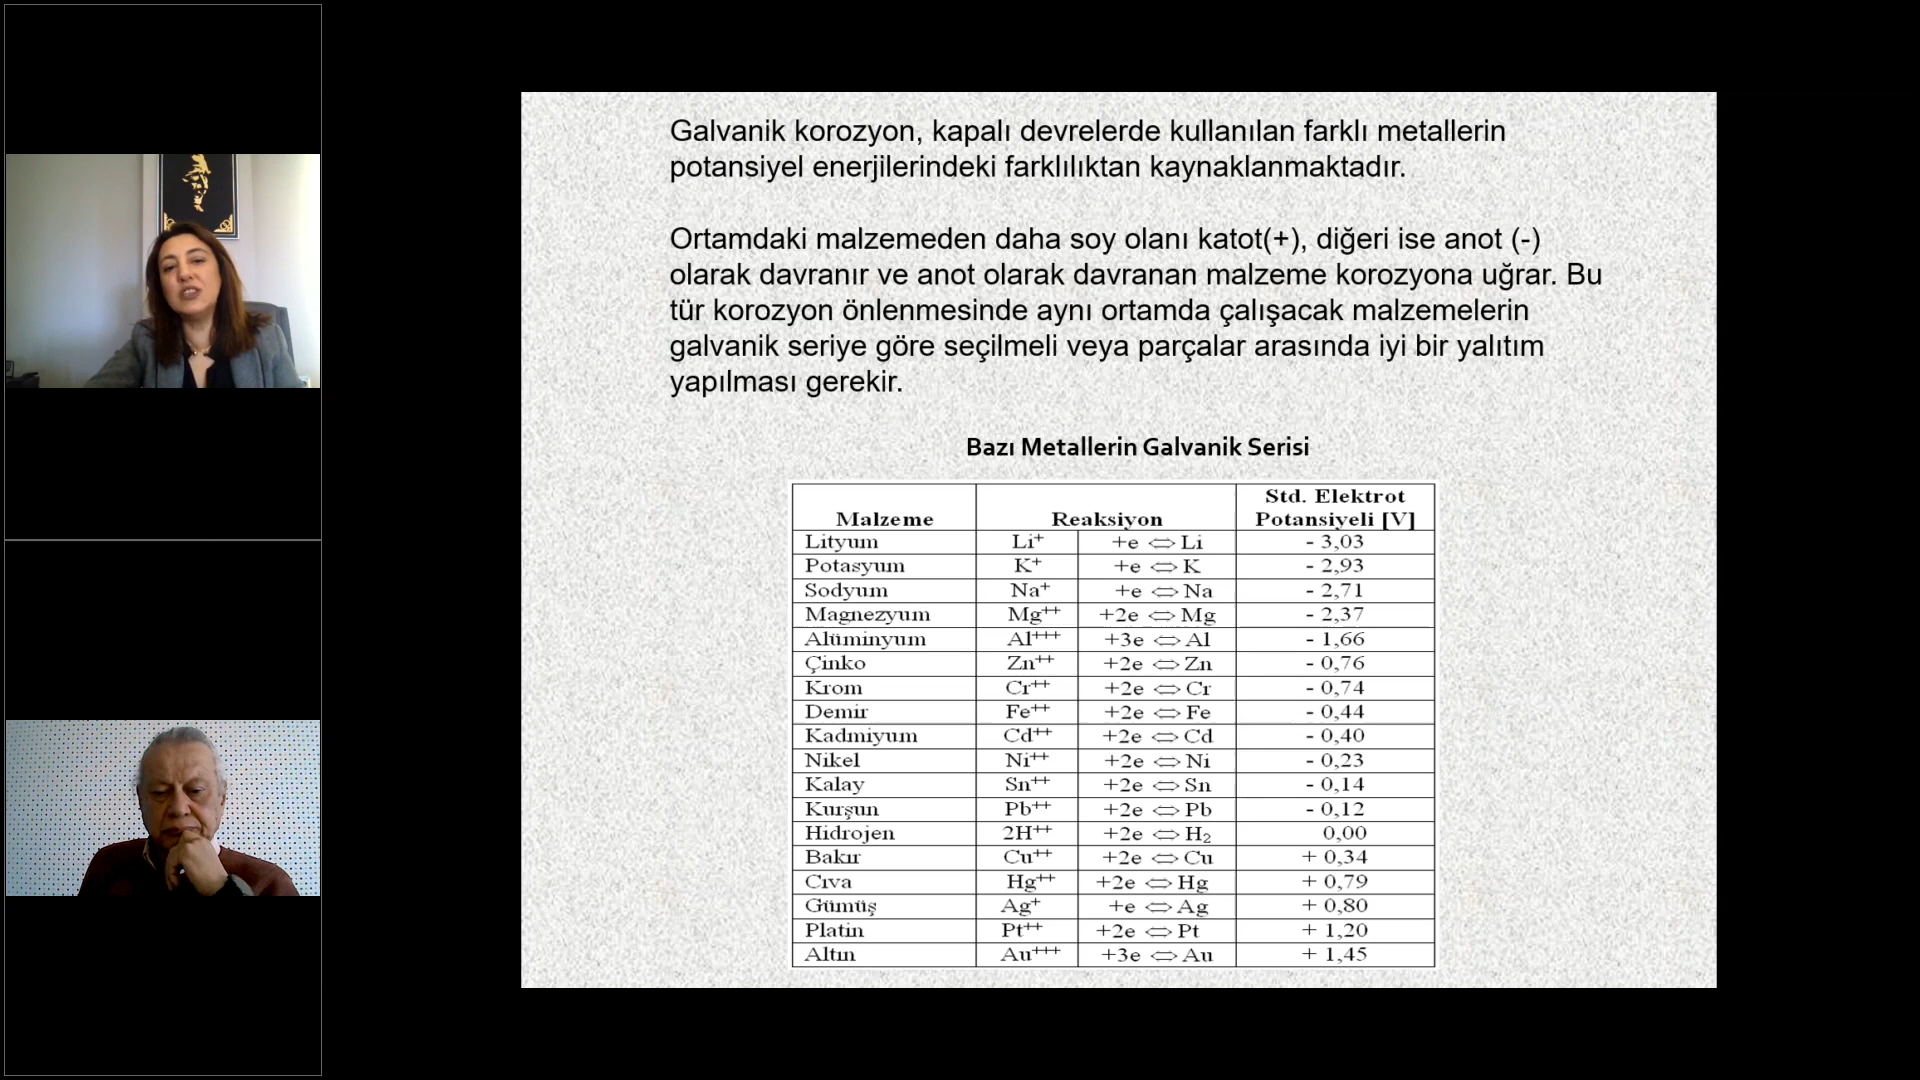 Galvanik korozyon, kapalı devrelerde kullanılan farklı metallerin
potansiyel enerjilerindeki farklılıktan kaynaklanmaktadır.
Ortamdaki malzemeden daha soy olanı katot(+), diğeri ise anot (-)
olarak davranır ve anot olarak davranan malzeme korozyona uğrar. Bu
tür korozyon önlenmesinde aynı ortamda çalışacak malzemelerin
galvanik seriye göre seçilmeli veya parçalar arasında iyi bir yalıtım
yapılması gerekir.
Bazı Metallerin Galvanik Serisi
Malzeme Reaksiyon Std. Elektrot Potansiyeli [V]
Lityum Li⁺ +e ⇔ Li - 3,03
Potasyum K⁺ +e ⇔ K - 2,93
Sodyum Na⁺ +e ⇔ Na - 2,71
Magnezyum Mg⁺⁺ +2e ⇔ Mg - 2,37
Alüminyum Al⁺⁺⁺ +3e ⇔ Al - 1,66
Çinko Zn⁺⁺ +2e ⇔ Zn - 0,76
Krom Cr⁺⁺ +2e ⇔ Cr - 0,74
Demir Fe⁺⁺ +2e ⇔ Fe - 0,44
Kadmiyum Cd⁺⁺ +2e ⇔ Cd - 0,40
Nikel Ni⁺⁺ +2e ⇔ Ni - 0,23
Kalay Sn⁺⁺ +2e ⇔ Sn - 0,14
Kurşun Pb⁺⁺ +2e ⇔ Pb - 0,12
Hidrojen 2H⁺⁺ +2e ⇔ H₂ 0,00
Bakır Cu⁺⁺ +2e ⇔ Cu + 0,34
Cıva Hg⁺⁺ +2e ⇔ Hg + 0,79
Gümüş Ag⁺ +e ⇔ Ag + 0,80
Platin Pt⁺⁺ +2e ⇔ Pt + 1,20
Altın Au⁺⁺⁺ +3e ⇔ Au + 1,45